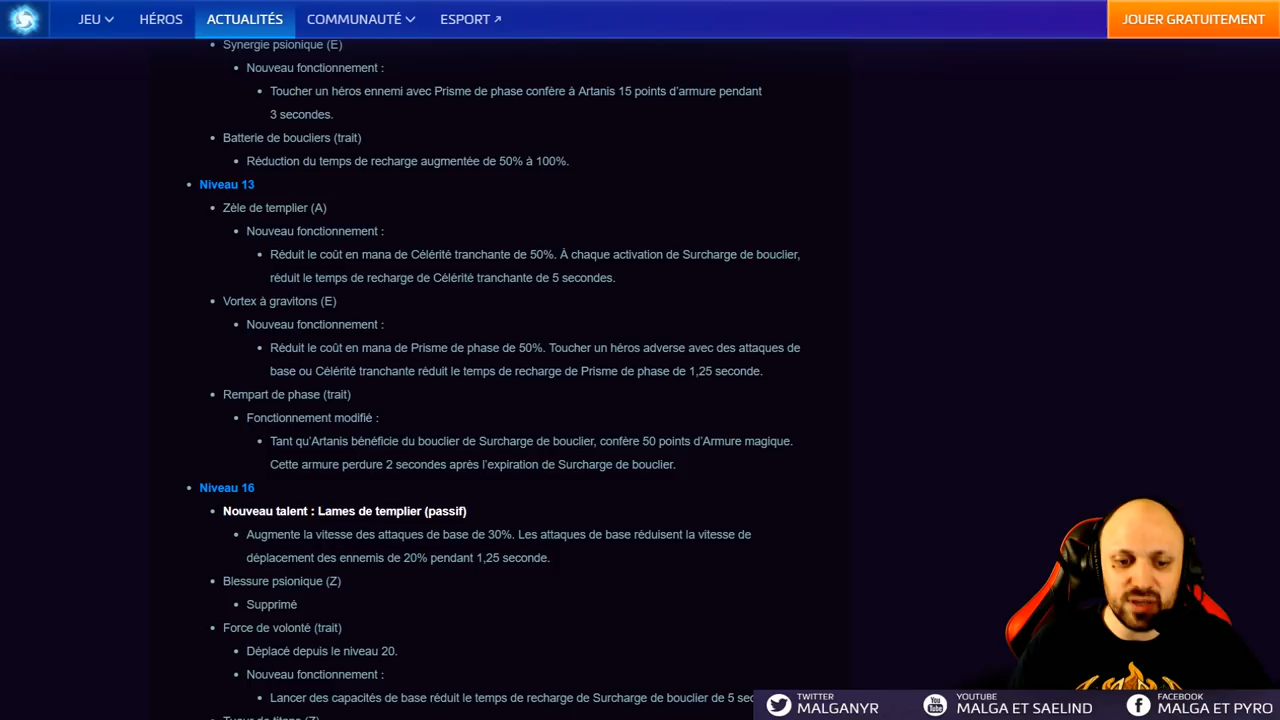 JEU HÉROS ACTUALITÉS COMMUNAUTÉ ESPORT JOUER GRATUITEMENT
Synergie psionique (E)
Nouveau fonctionnement :
Toucher un héros ennemi avec Prisme de phase confère à Artanis 15 points d’armure pendant
3 secondes.
Batterie de boucliers (trait)
Réduction du temps de recharge augmentée de 50% à 100%.
Niveau 13
Zèle de templier (A)
Nouveau fonctionnement :
Réduit le coût en mana de Célérité tranchante de 50%. À chaque activation de Surcharge de bouclier,
réduit le temps de recharge de Célérité tranchante de 5 secondes.
Vortex à gravitons (E)
Nouveau fonctionnement :
Réduit le coût en mana de Prisme de phase de 50%. Toucher un héros adverse avec des attaques de
base ou Célérité tranchante réduit le temps de recharge de Prisme de phase de 1,25 seconde.
Rempart de phase (trait)
Fonctionnement modifié :
Tant qu’Artanis bénéficie du bouclier de Surcharge de bouclier, confère 50 points d’Armure magique.
Cette armure perdure 2 secondes après l’expiration de Surcharge de bouclier.
Niveau 16
Nouveau talent : Lames de templier (passif)
Augmente la vitesse des attaques de base de 30%. Les attaques de base réduisent la vitesse de
déplacement des ennemis de 20% pendant 1,25 seconde.
Blessure psionique (Z)
Supprimé
Force de volonté (trait)
Déplacé depuis le niveau 20.
Nouveau fonctionnement :
Lancer des capacités de base réduit le temps de recharge de Surcharge de bouclier de 5 sec
TWITTER
MALGANYR
YOUTUBE
MALGA ET SAELIND
FACEBOOK
MALGA ET PYRO